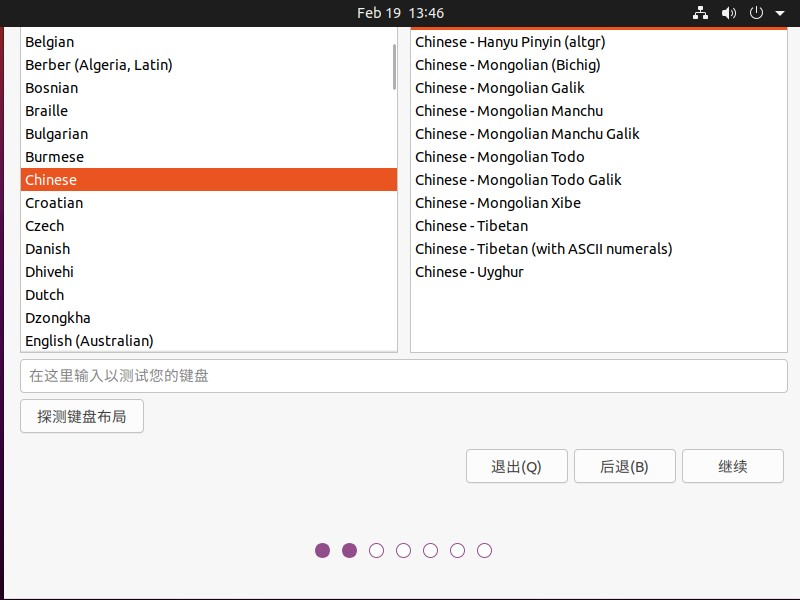 Feb 19 13:46
Belgian
Berber (Algeria, Latin)
Bosnian
Braille
Bulgarian
Burmese
Chinese
Croatian
Czech
Danish
Dhivehi
Dutch
Dzongkha
English (Australian)
Chinese - Hanyu Pinyin (altgr)
Chinese - Mongolian (Bichig)
Chinese - Mongolian Galik
Chinese - Mongolian Manchu
Chinese - Mongolian Manchu Galik
Chinese - Mongolian Todo
Chinese - Mongolian Todo Galik
Chinese - Mongolian Xibe
Chinese - Tibetan
Chinese - Tibetan (with ASCII numerals)
Chinese - Uyghur
在这里输入以测试您的键盘
探测键盘布局
退出(Q)
后退(B)
继续